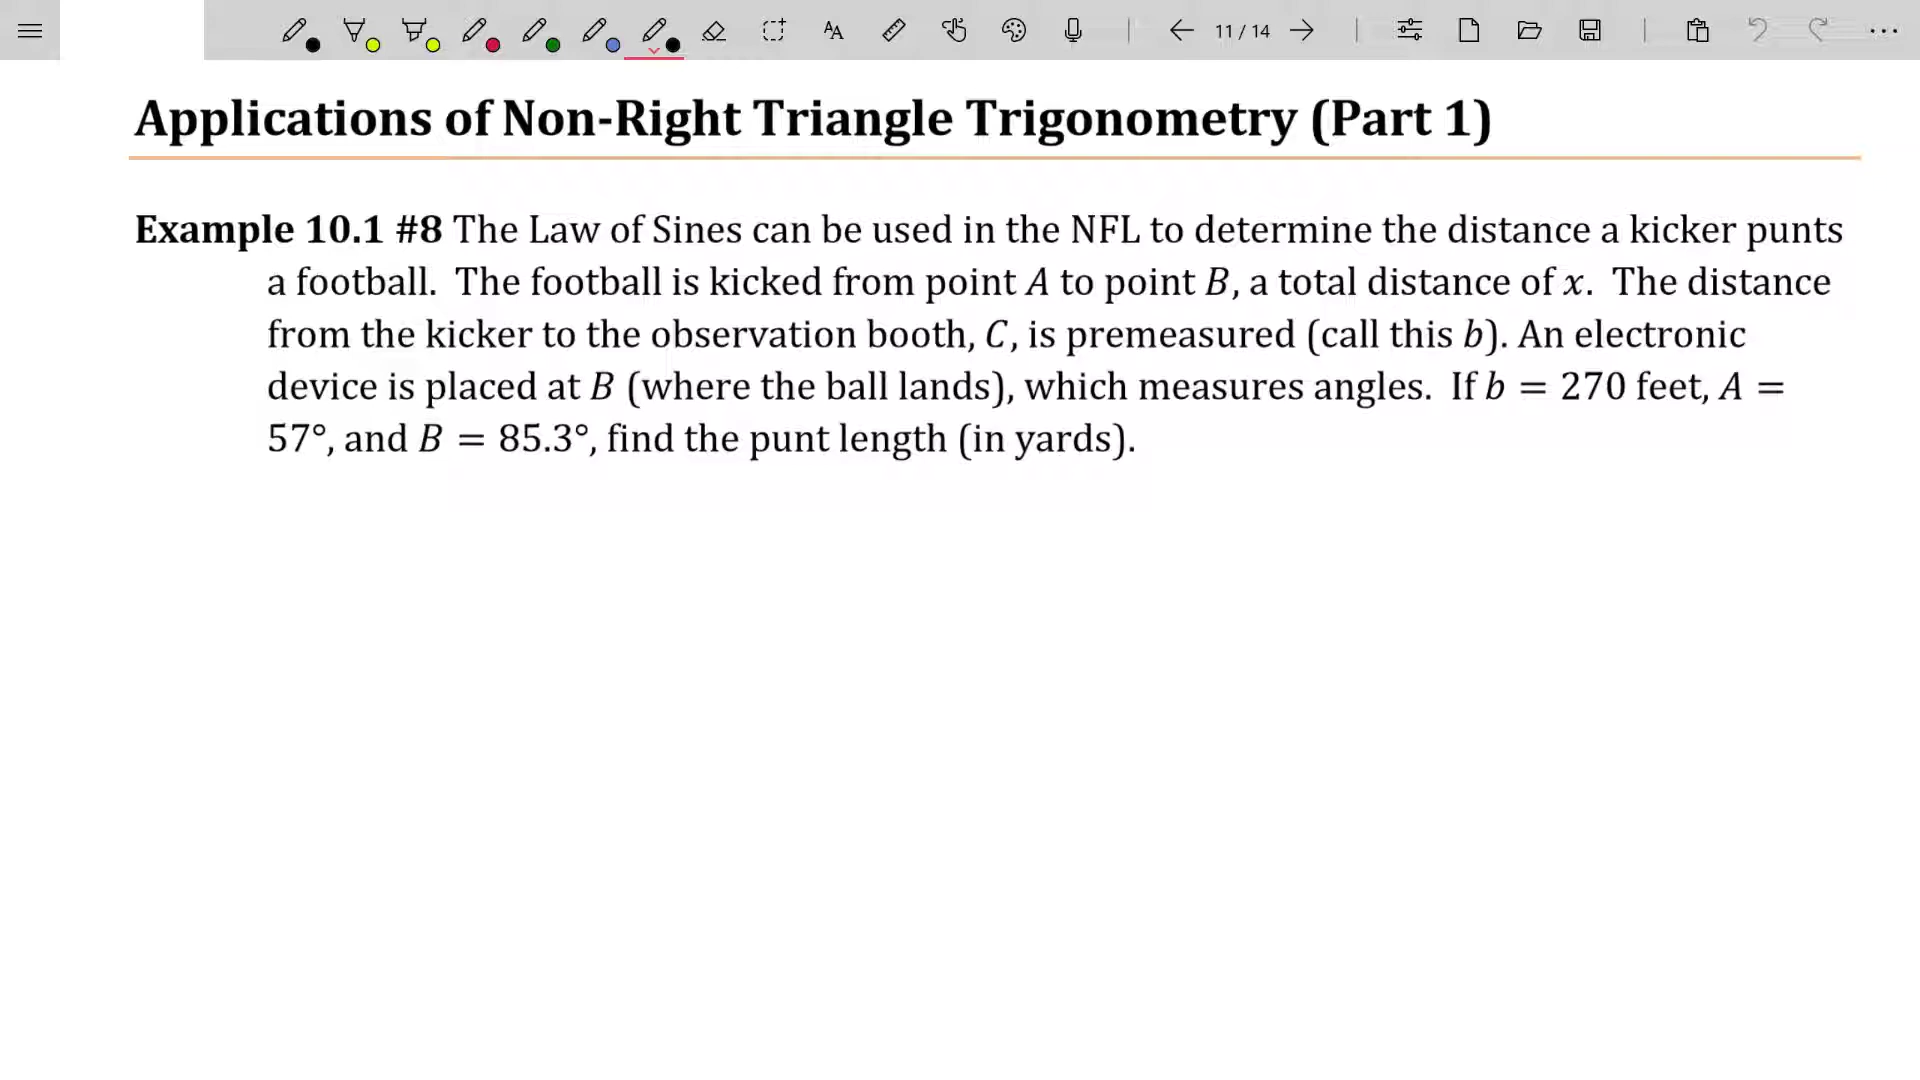 11 / 14
Applications of Non-Right Triangle Trigonometry (Part 1)
Example 10.1 #8 The Law of Sines can be used in the NFL to determine the distance a kicker punts
a football. The football is kicked from point A to point B, a total distance of x. The distance
from the kicker to the observation booth, C, is premeasured (call this b). An electronic
device is placed at B (where the ball lands), which measures angles. If b = 270 feet, A =
57°, and B = 85.3°, find the punt length (in yards).